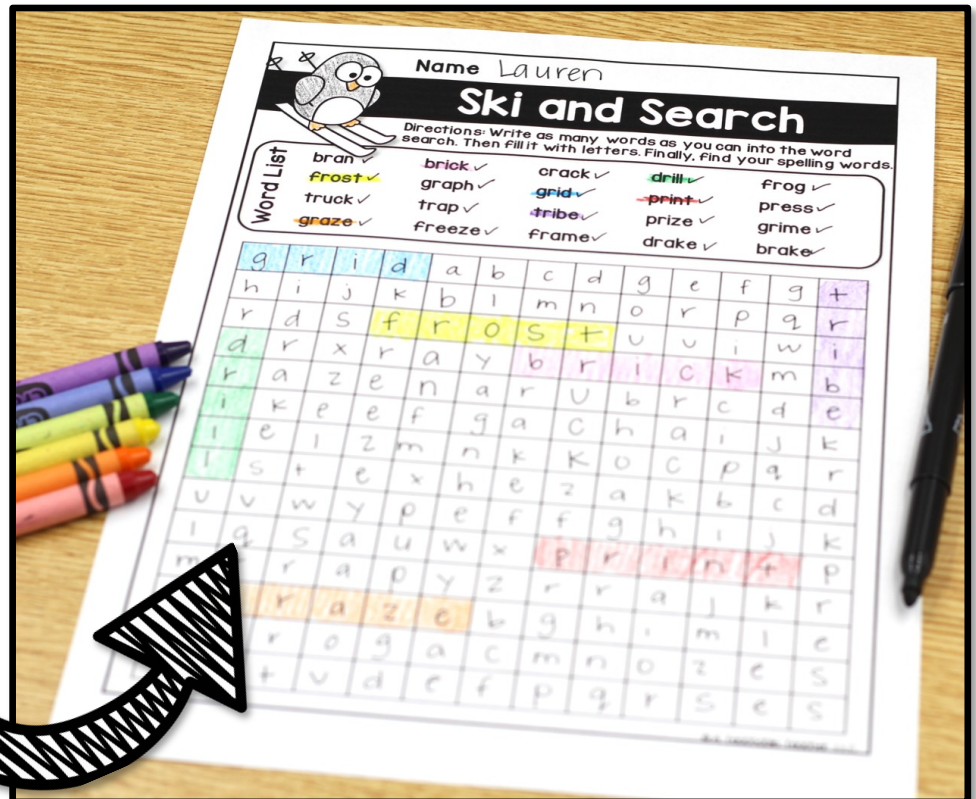 Name Lauren
Ski and Search
Directions: Write as many words as you can into the word
search. Then fill it with letters. Finally, find your spelling words.
Word List
bran ✓ brick ✓ crack ✓ drill ✓ frog ✓
frost ✓ graph ✓ grid ✓ print ✓ press ✓
truck ✓ trap ✓ tribe ✓ prize ✓ grime ✓
graze ✓ freeze ✓ frame ✓ drake ✓ brake ✓
g r i d a b c d g e f g t
h i j k b l m n o r p q r
r d s f r o s t u v i w i
d r x r a y b r i c k m b
r a z e n a r u b r c d e
i k e e f g a c h a i j k
l e l z m n k k o c p q r
l s t e x h e z a k b c d
u v w y p e f f g h i j k
l q s a u w x p r i n t p
m r a p y z r r a j k r
r a z e b g h i m l e
r o g a c m n o z e s
t v d e f p q r s e s